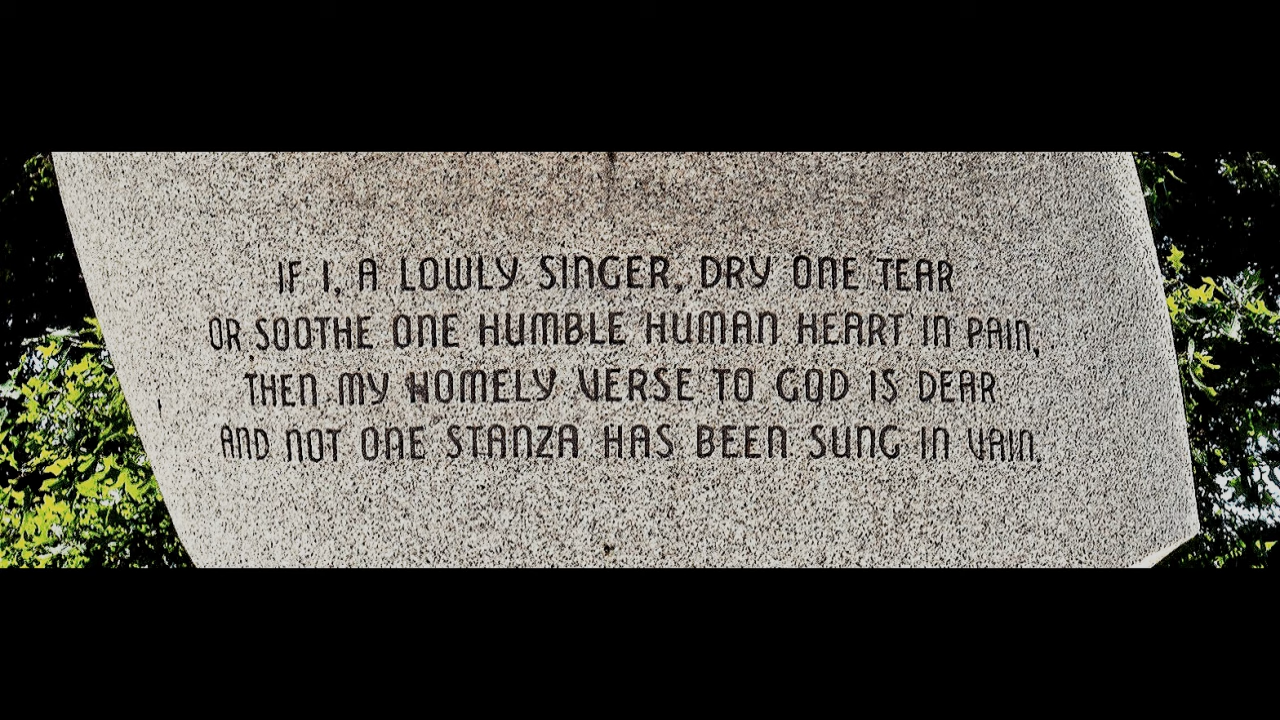 IF I, A LOWLY SINGER, DRY ONE TEAR
OR SOOTHE ONE HUMBLE HUMAN HEART IN PAIN,
THEN MY HOMELY VERSE TO GOD IS DEAR
AND NOT ONE STANZA HAS BEEN SUNG IN VAIN.